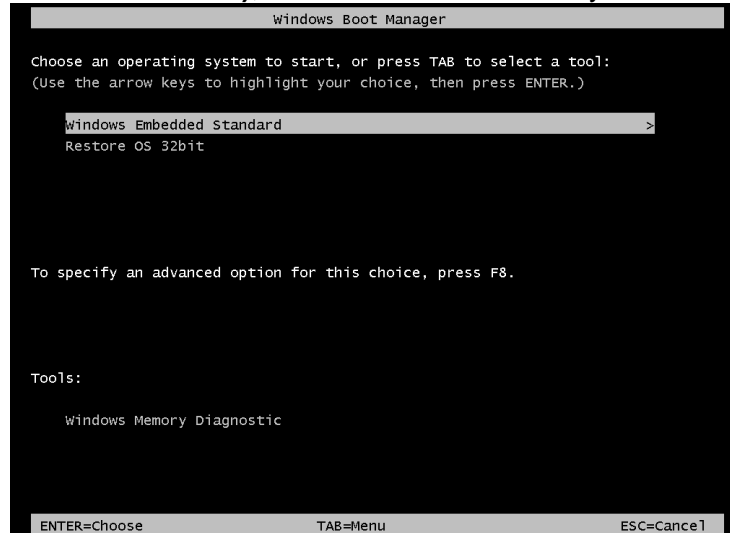 Windows Boot Manager
Choose an operating system to start, or press TAB to select a tool:
(Use the arrow keys to highlight your choice, then press ENTER.)
Windows Embedded Standard >
Restore OS 32bit
To specify an advanced option for this choice, press F8.
Tools:
Windows Memory Diagnostic
ENTER=Choose TAB=Menu ESC=Cancel